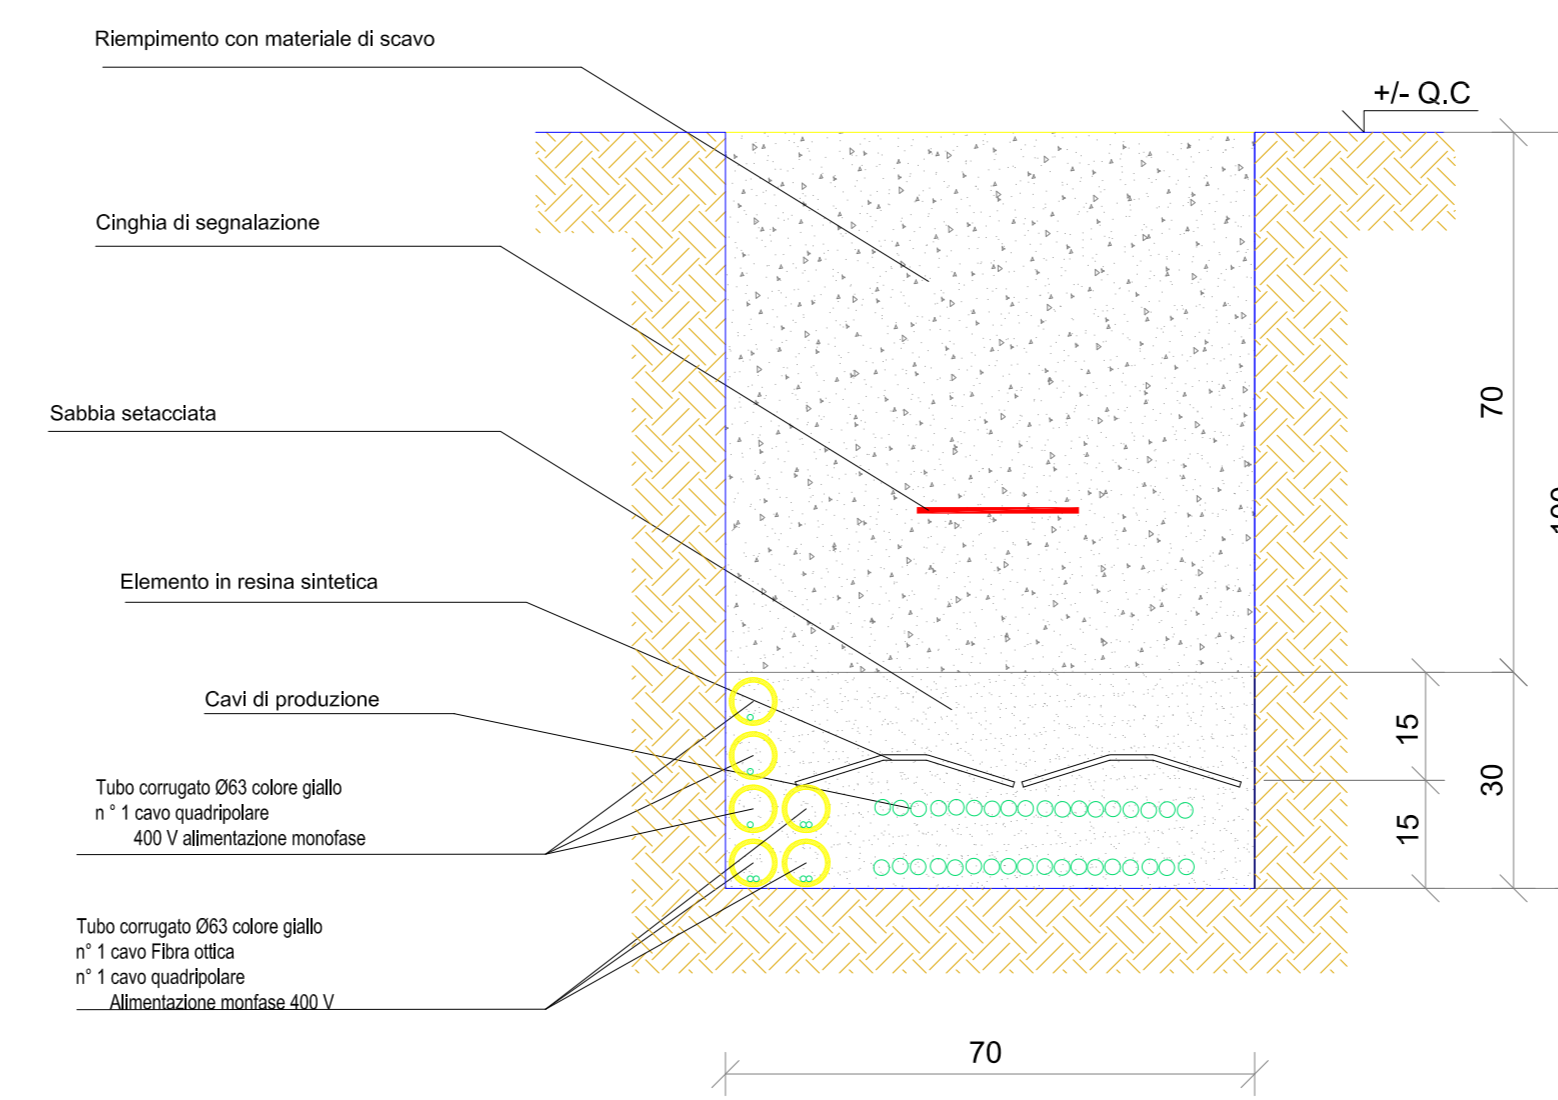 Riempimento con materiale di scavo
+/- Q.C
Cinghia di segnalazione
70
Sabbia setacciata
Elemento in resina sintetica
Cavi di produzione
15
30
15
Tubo corrugato Ø63 colore giallo
n ° 1 cavo quadripolare
400 V alimentazione monofase
Tubo corrugato Ø63 colore giallo
n° 1 cavo Fibra ottica
n° 1 cavo quadripolare
Alimentazione monfase 400 V
70